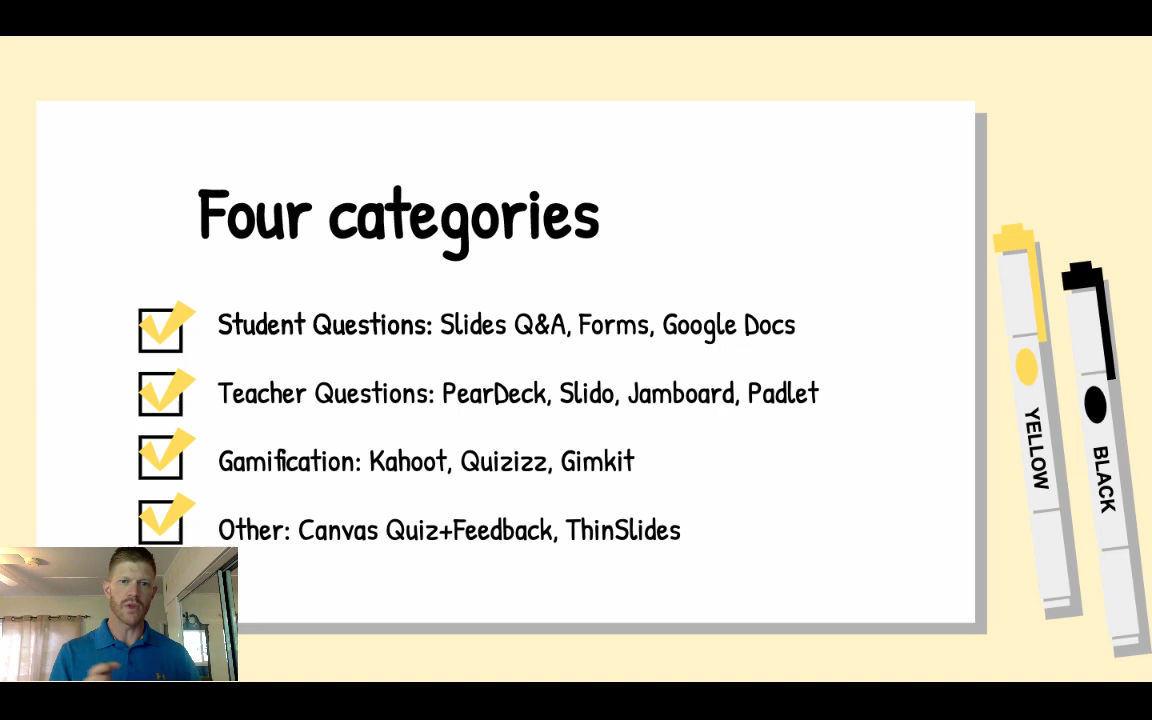 Four categories
Student Questions: Slides Q&A, Forms, Google Docs
Teacher Questions: PearDeck, Slido, Jamboard, Padlet
Gamification: Kahoot, Quizizz, Gimkit
Other: Canvas Quiz+Feedback, ThinSlides
YELLOW
BLACK